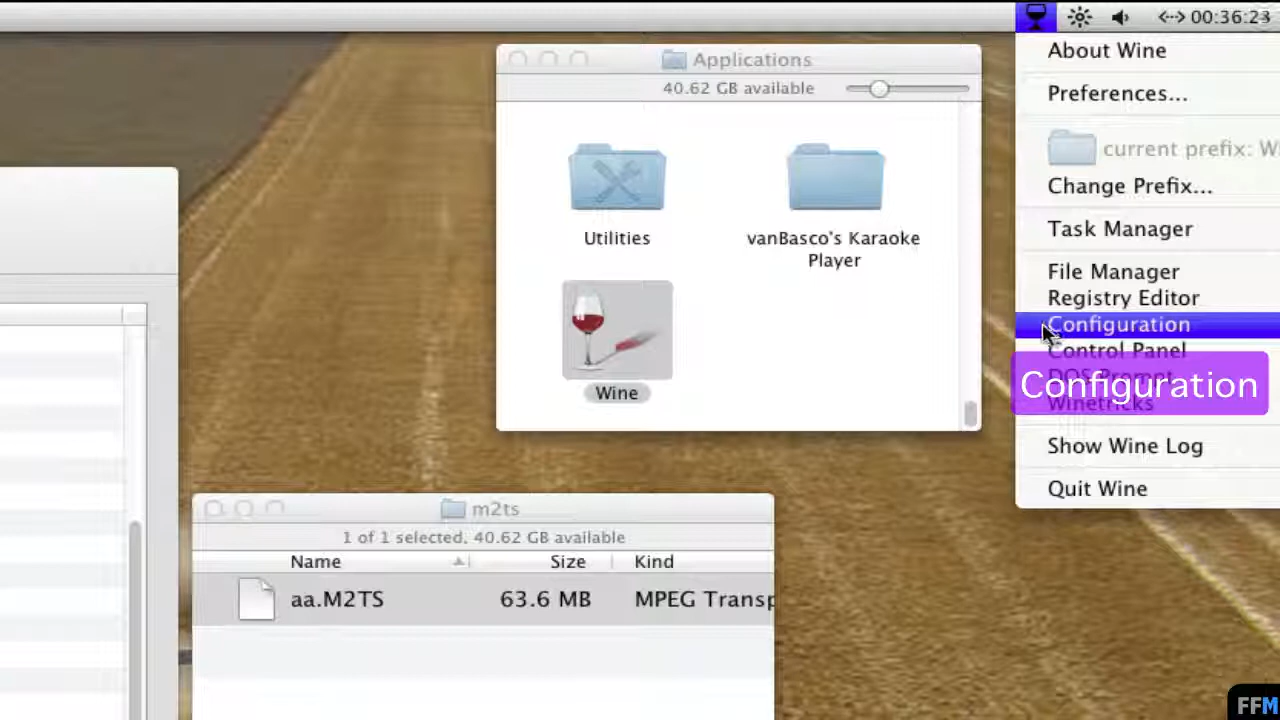 00:36:23
Applications
40.62 GB available
Utilities
vanBasco's Karaoke
Player
Wine
About Wine
Preferences...
current prefix: W
Change Prefix...
Task Manager
File Manager
Registry Editor
Configuration
Control Panel
DOS Prompt
Configuration
Winetricks
Show Wine Log
Quit Wine
m2ts
1 of 1 selected, 40.62 GB available
Name Size Kind
aa.M2TS 63.6 MB MPEG Transp
FFM